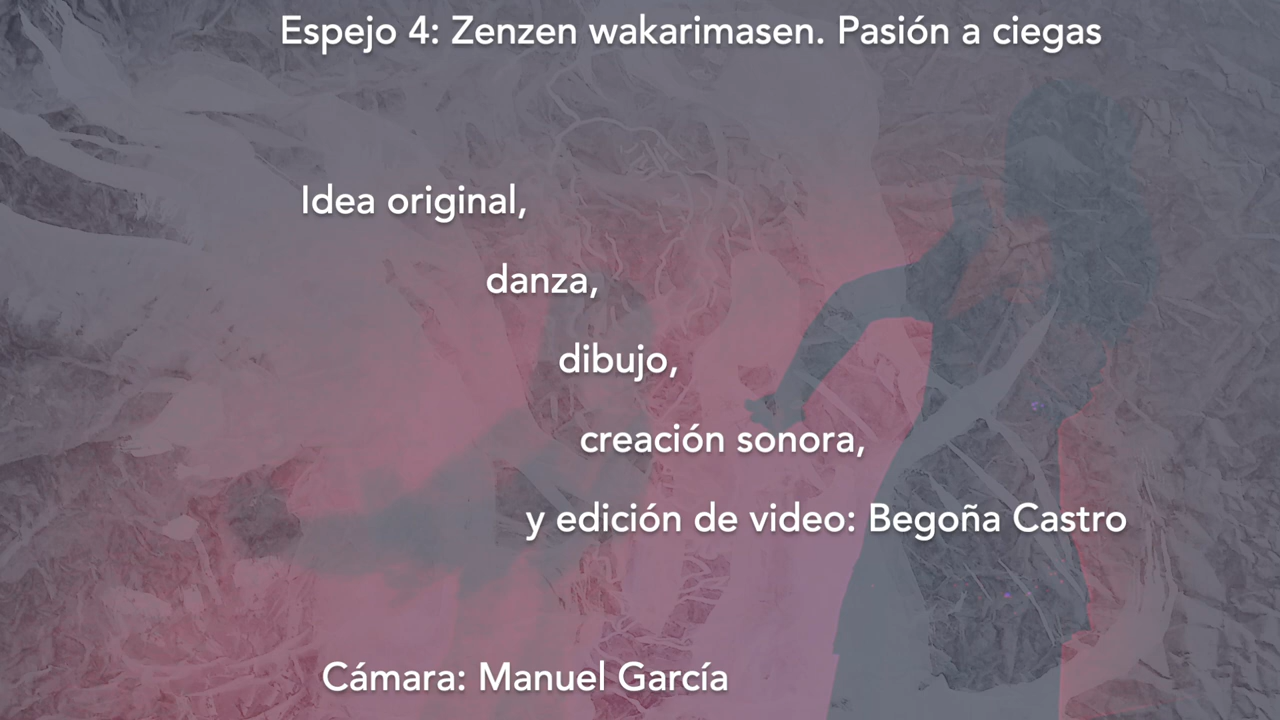 Espejo 4: Zenzen wakarimasen. Pasión a ciegas
Idea original,
danza,
dibujo,
creación sonora,
y edición de video: Begoña Castro
Cámara: Manuel García